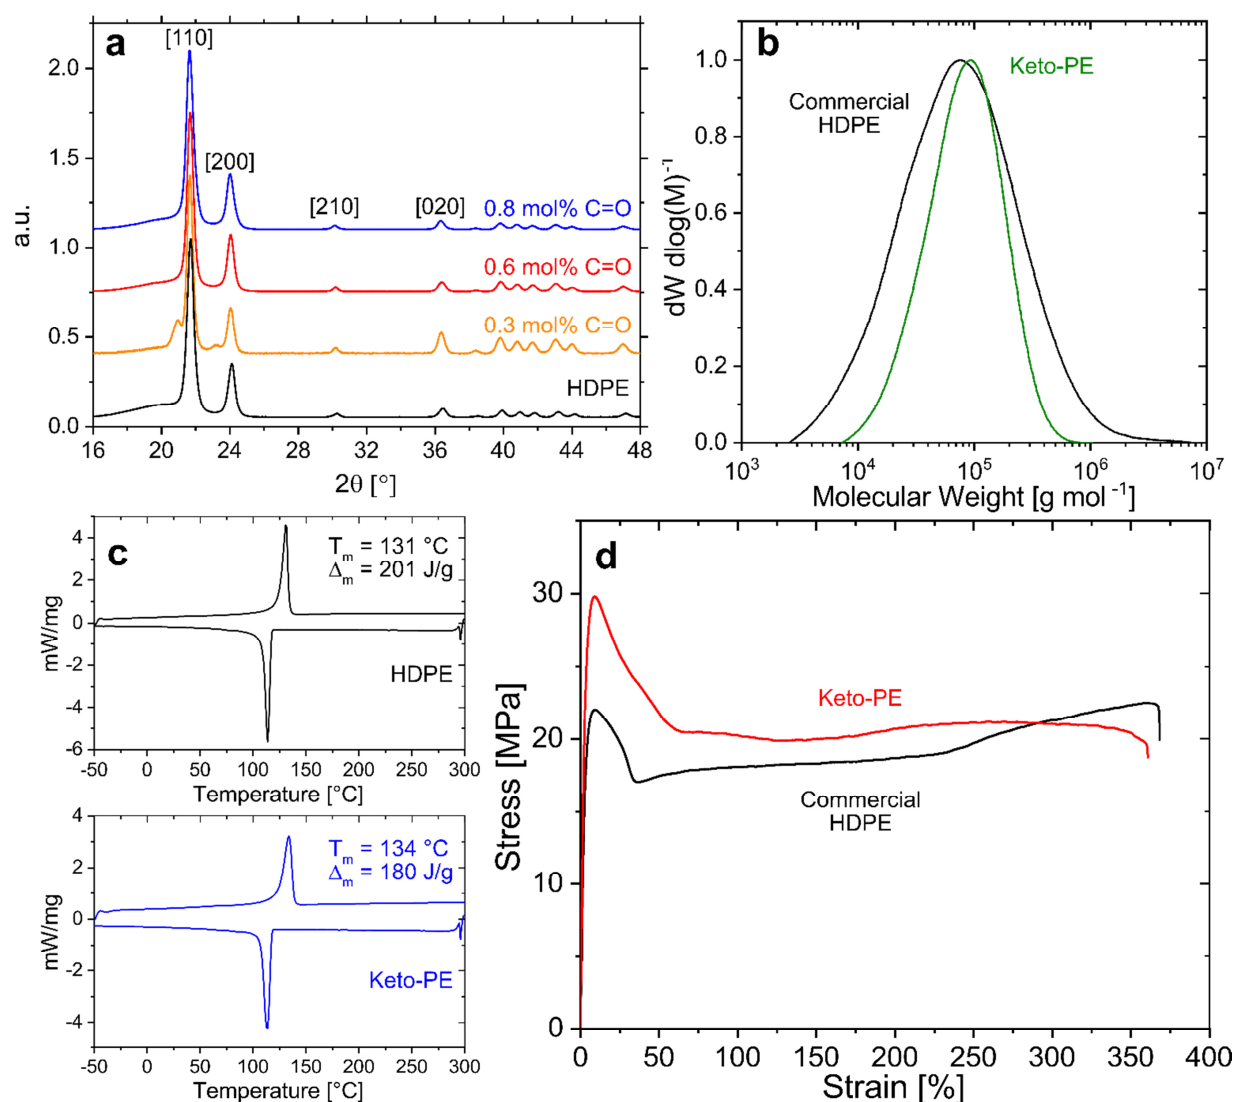 a
[110]
[200]
[210]
[020]
0.8 mol% C=O
0.6 mol% C=O
0.3 mol% C=O
HDPE
a.u.
2.0
1.5
1.0
0.5
0.0
16 20 24 28 32 36 40 44 48
2θ [°]
b
Keto-PE
Commercial
HDPE
dW dlog(M)⁻¹
1.0
0.8
0.6
0.4
0.2
0.0
10³ 10⁴ 10⁵ 10⁶ 10⁷
Molecular Weight [g mol⁻¹]
c
Tₘ = 131 °C
Δₘ = 201 J/g
HDPE
mW/mg
4
2
0
-2
-4
-6
-50 0 50 100 150 200 250 300
Temperature [°C]
Tₘ = 134 °C
Δₘ = 180 J/g
Keto-PE
mW/mg
4
2
0
-2
-4
-50 0 50 100 150 200 250 300
Temperature [°C]
d
Keto-PE
Commercial
HDPE
Stress [MPa]
30
20
10
0
0 50 100 150 200 250 300 350 400
Strain [%]